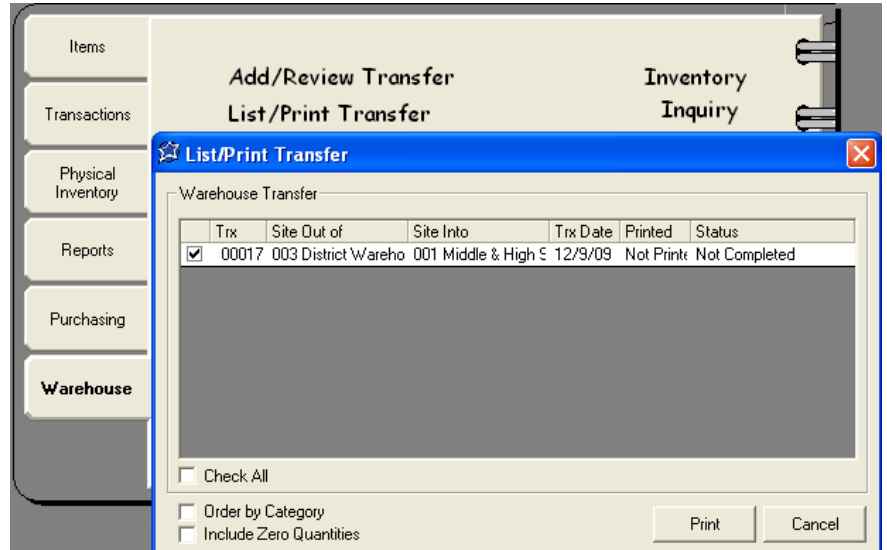 Items
Transactions
Physical
Inventory
Reports
Purchasing
Warehouse
Add/Review Transfer
List/Print Transfer
Inventory
Inquiry
List/Print Transfer
Warehouse Transfer
Trx Site Out of Site Into Trx Date Printed Status
00017 003 District Wareho 001 Middle & High S 12/9/09 Not Printe Not Completed
Check All
Order by Category
Include Zero Quantities
Print Cancel